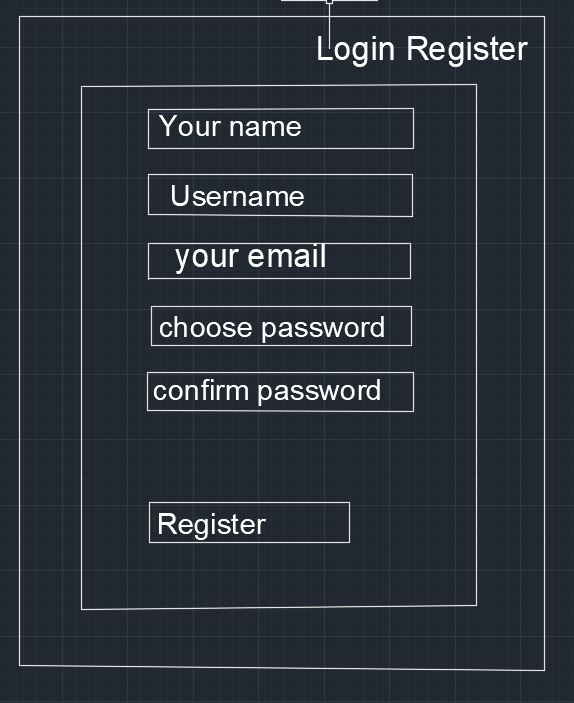 Login Register
Your name
Username
your email
choose password
confirm password
Register